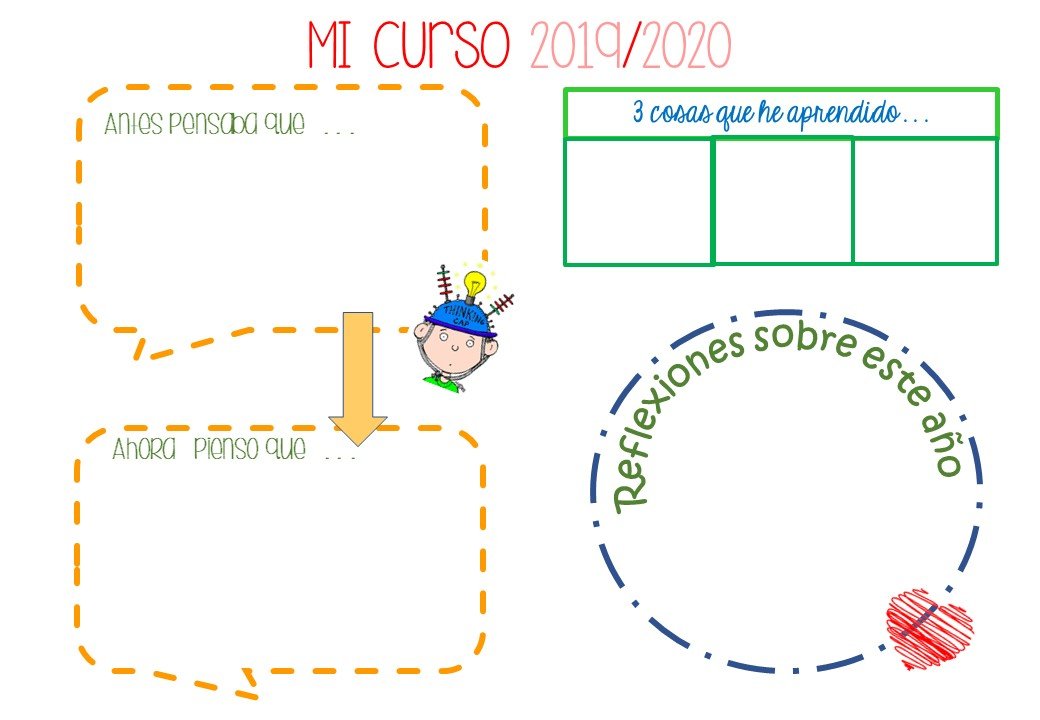 MI CURSO 2019/2020
Antes pensaba que ...
3 cosas que he aprendido...
THINKING
CAP
Ahora pienso que ...
Reflexiones sobre este año